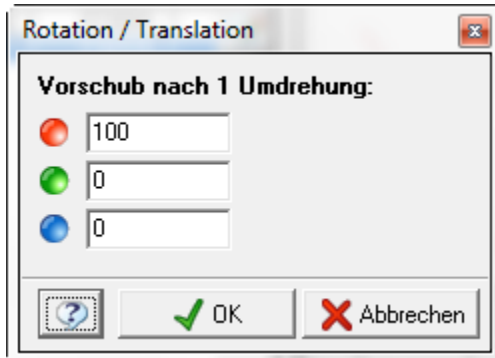 Rotation / Translation
Vorschub nach 1 Umdrehung:
100
0
0
OK Abbrechen